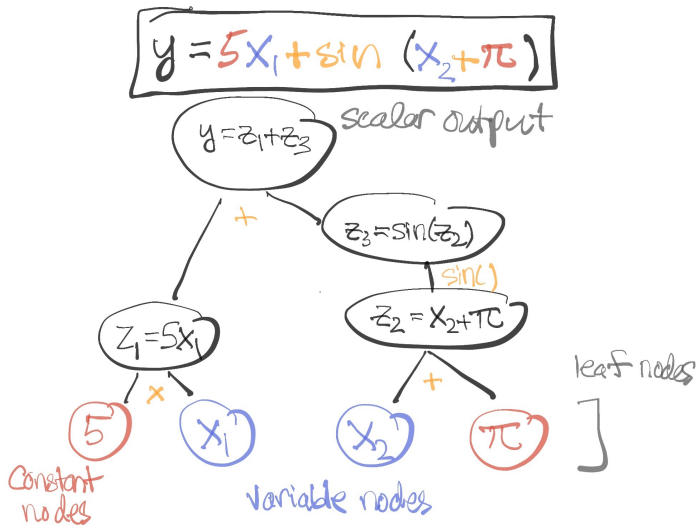 y = 5x₁ + sin (x₂ + π)
scalar output
y = z₁ + z₃
+
z₃ = sin(z₂)
sin()
z₁ = 5x₁
z₂ = x₂ + π
×
+
leaf nodes
5
x₁
x₂
π
Constant
nodes
variable nodes